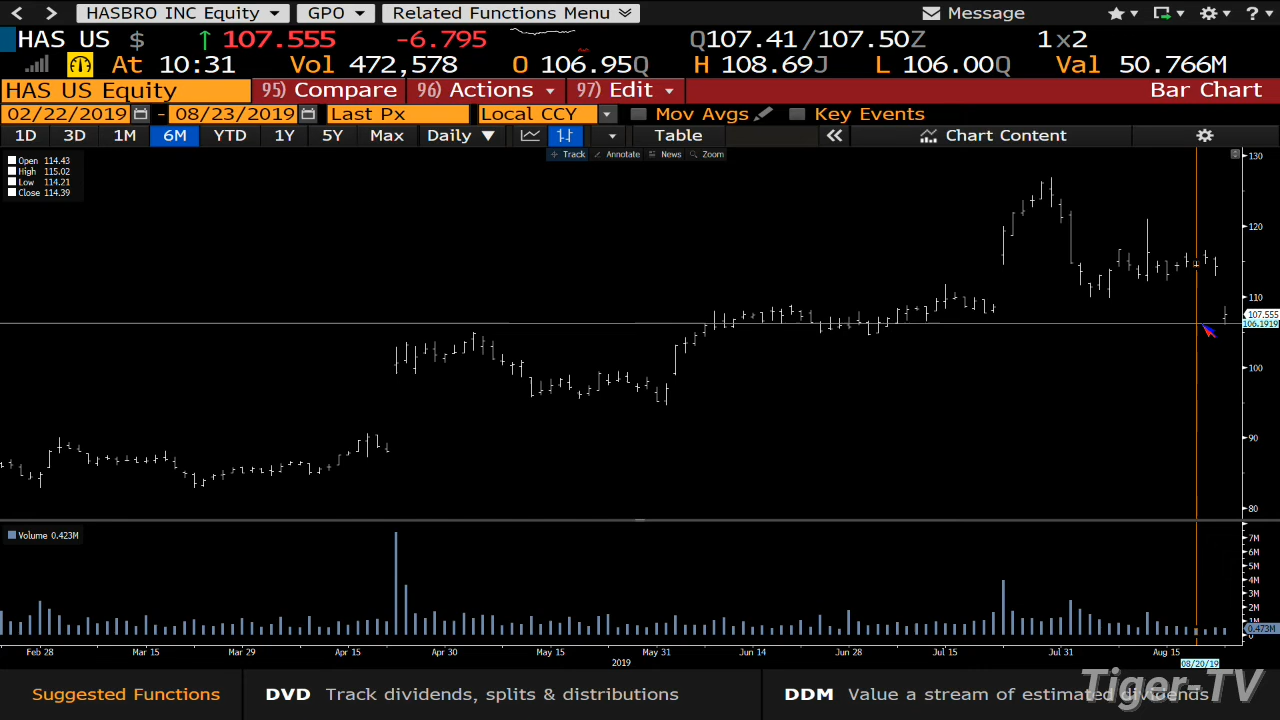 < > HASBRO INC Equity GPO Related Functions Menu Message ?
HAS US $ ↑ 107.555 -6.795 Q107.41/107.50Z 1x2
At 10:31 Vol 472,578 O 106.95Q H 108.69J L 106.00Q Val 50.766M
HAS US Equity 95) Compare 96) Actions 97) Edit Bar Chart
02/22/2019 - 08/23/2019 Last Px Local CCY Mov Avgs Key Events
1D 3D 1M 6M YTD 1Y 5Y Max Daily ▼ Table « Chart Content
Track Annotate News Zoom
Open 114.43
High 115.02
Low 114.21
Close 114.39
130
120
110
107.555
106.1919
100
90
80
Volume 0.423M
7M
6M
5M
4M
3M
2M
1M
0.473M
0
Feb 28 Mar 15 Mar 29 Apr 15 Apr 30 May 15 May 31 Jun 14 Jun 28 Jul 15 Jul 31 Aug 15
2019 08/20/19
Suggested Functions DVD Track dividends, splits & distributions DDM Value a stream of estimated dividends
Tiger-TV